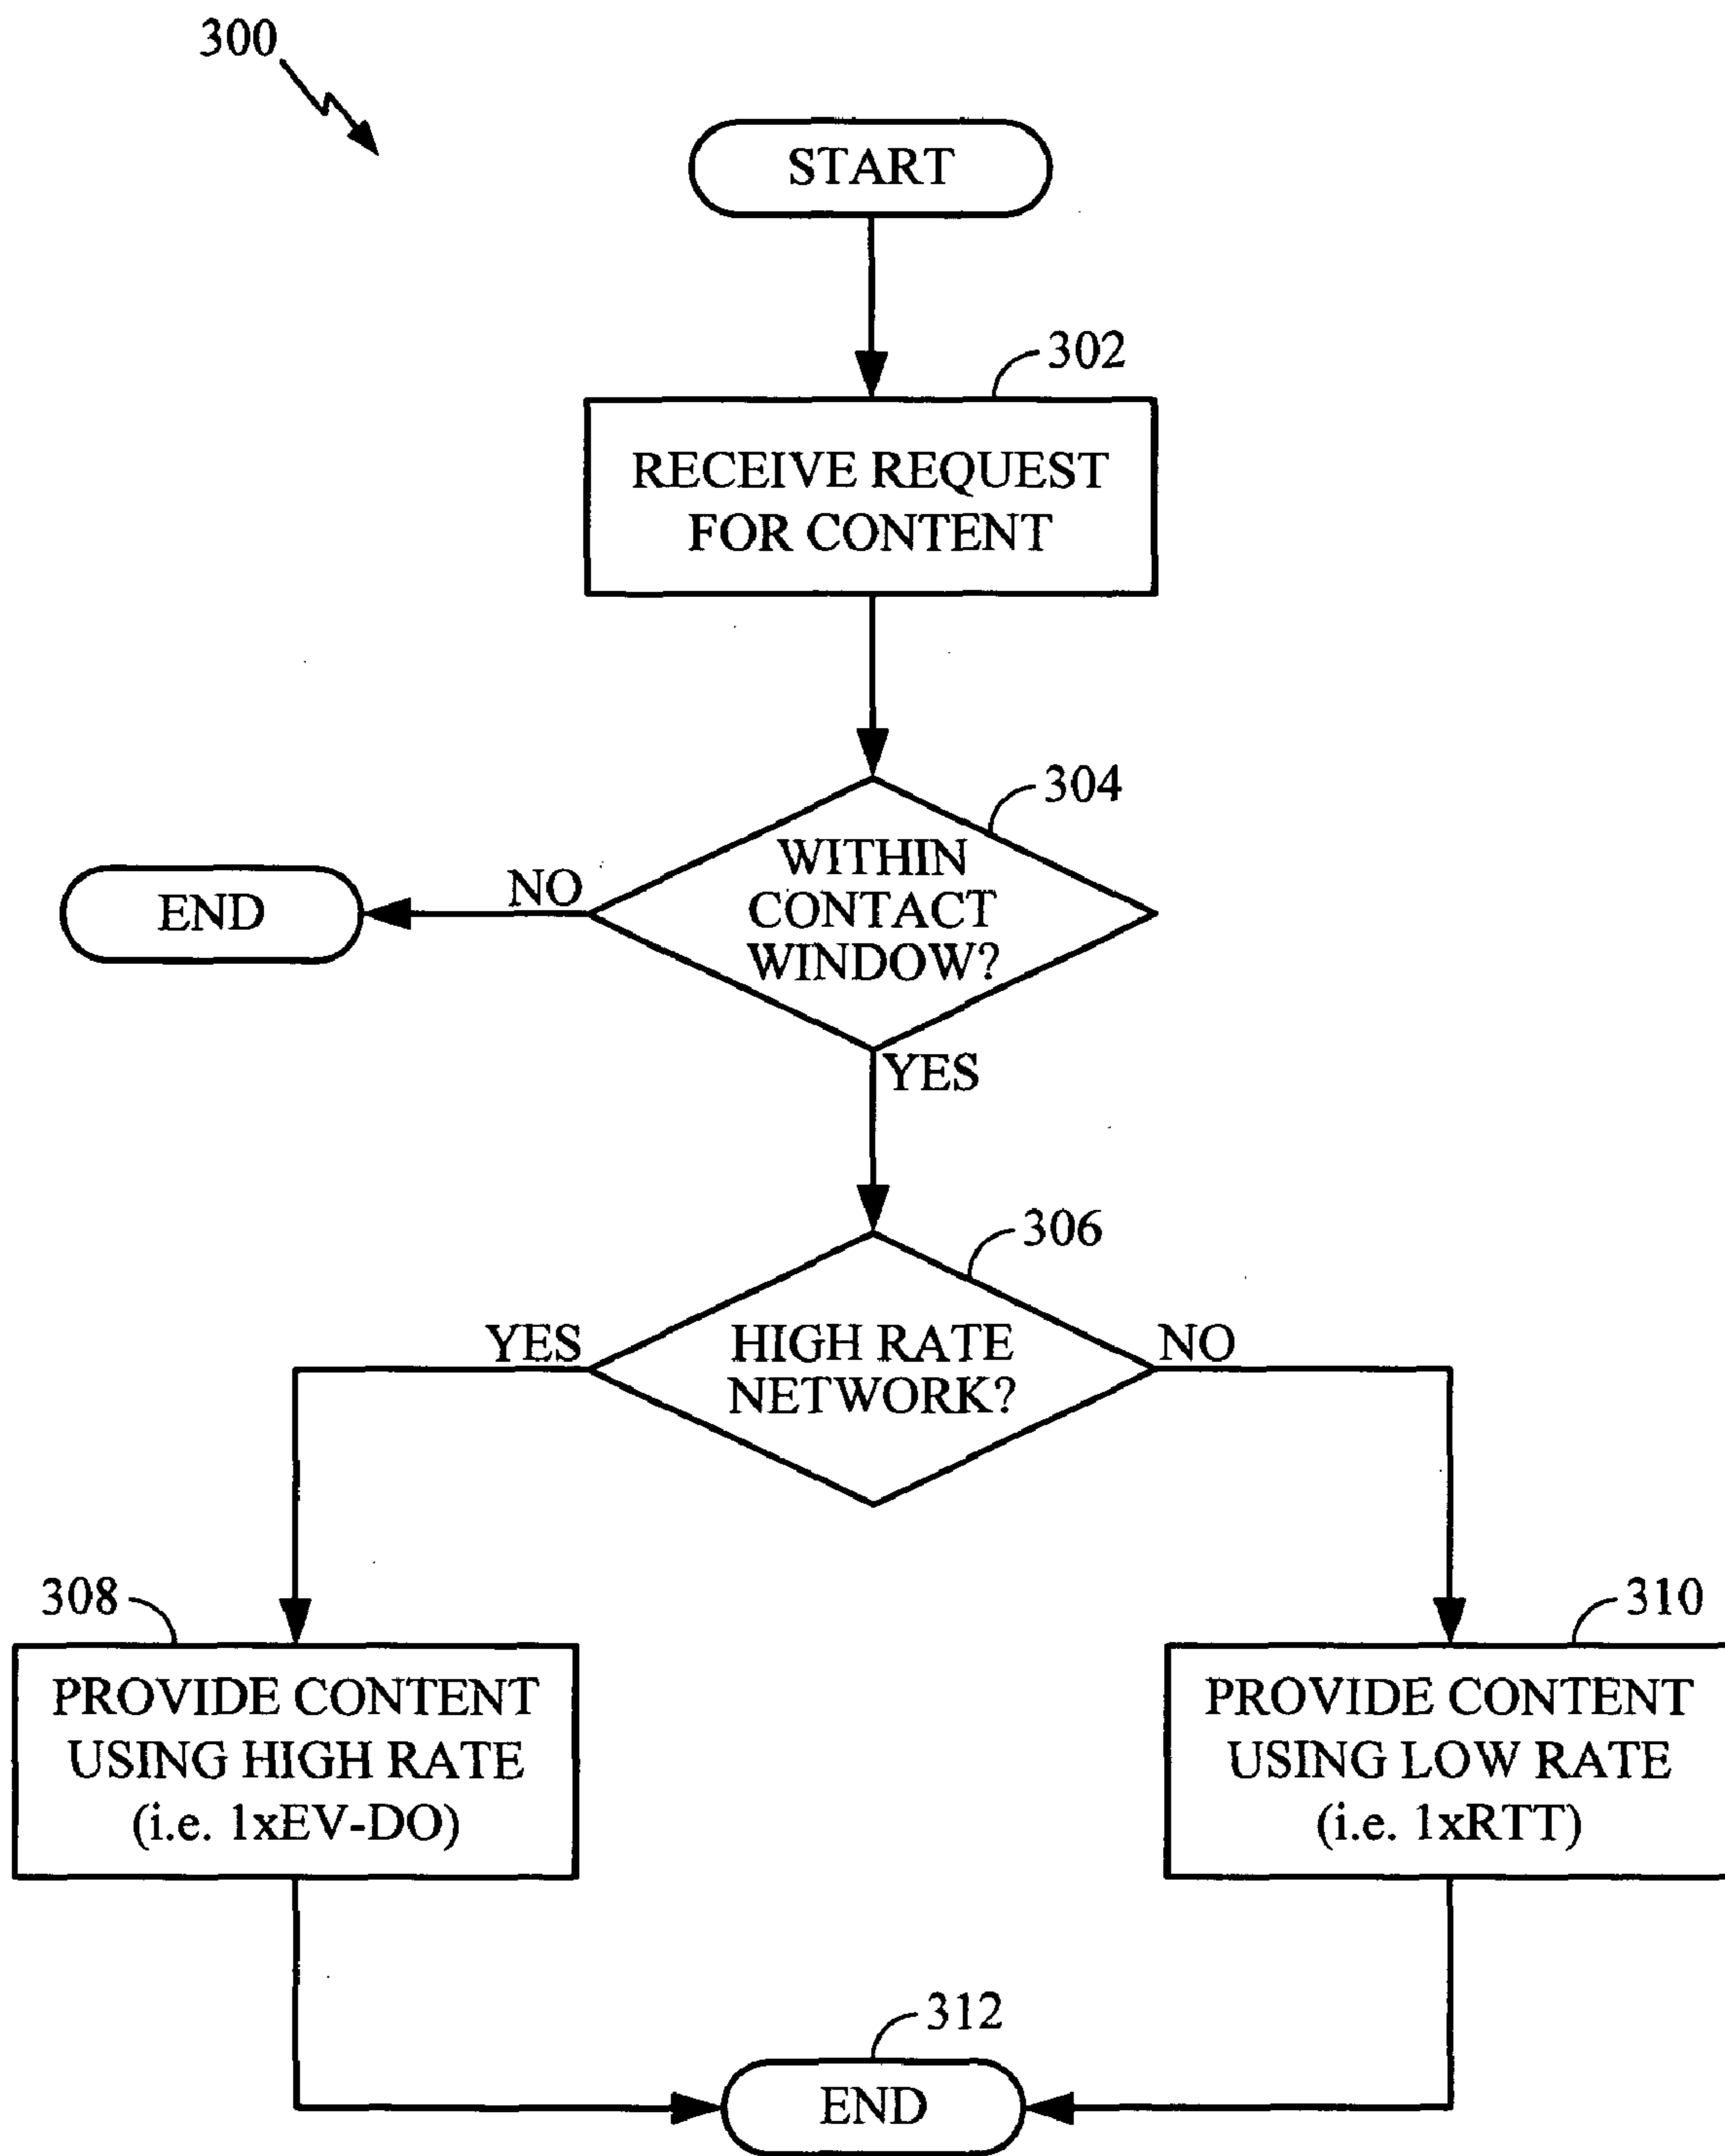 300
START
302
RECEIVE REQUEST
FOR CONTENT
304
WITHIN
CONTACT
WINDOW?
NO
END
YES
306
HIGH RATE
NETWORK?
YES
NO
308
PROVIDE CONTENT
USING HIGH RATE
(i.e. 1xEV-DO)
310
PROVIDE CONTENT
USING LOW RATE
(i.e. 1xRTT)
312
END